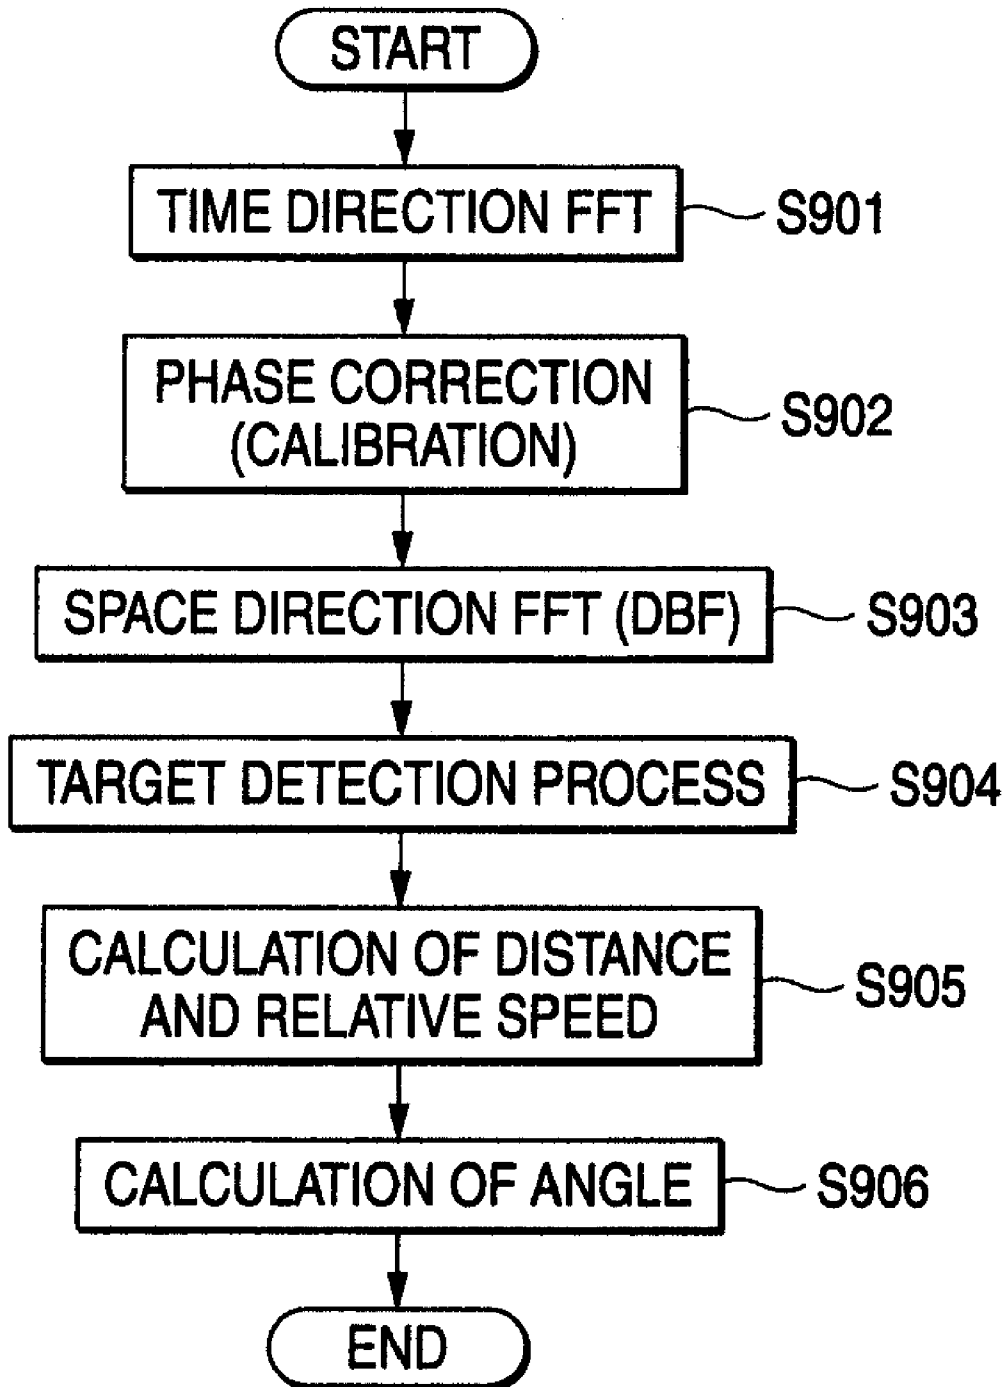 START
TIME DIRECTION FFT
S901
PHASE CORRECTION
(CALIBRATION)
S902
SPACE DIRECTION FFT (DBF)
S903
TARGET DETECTION PROCESS
S904
CALCULATION OF DISTANCE
AND RELATIVE SPEED
S905
CALCULATION OF ANGLE
S906
END